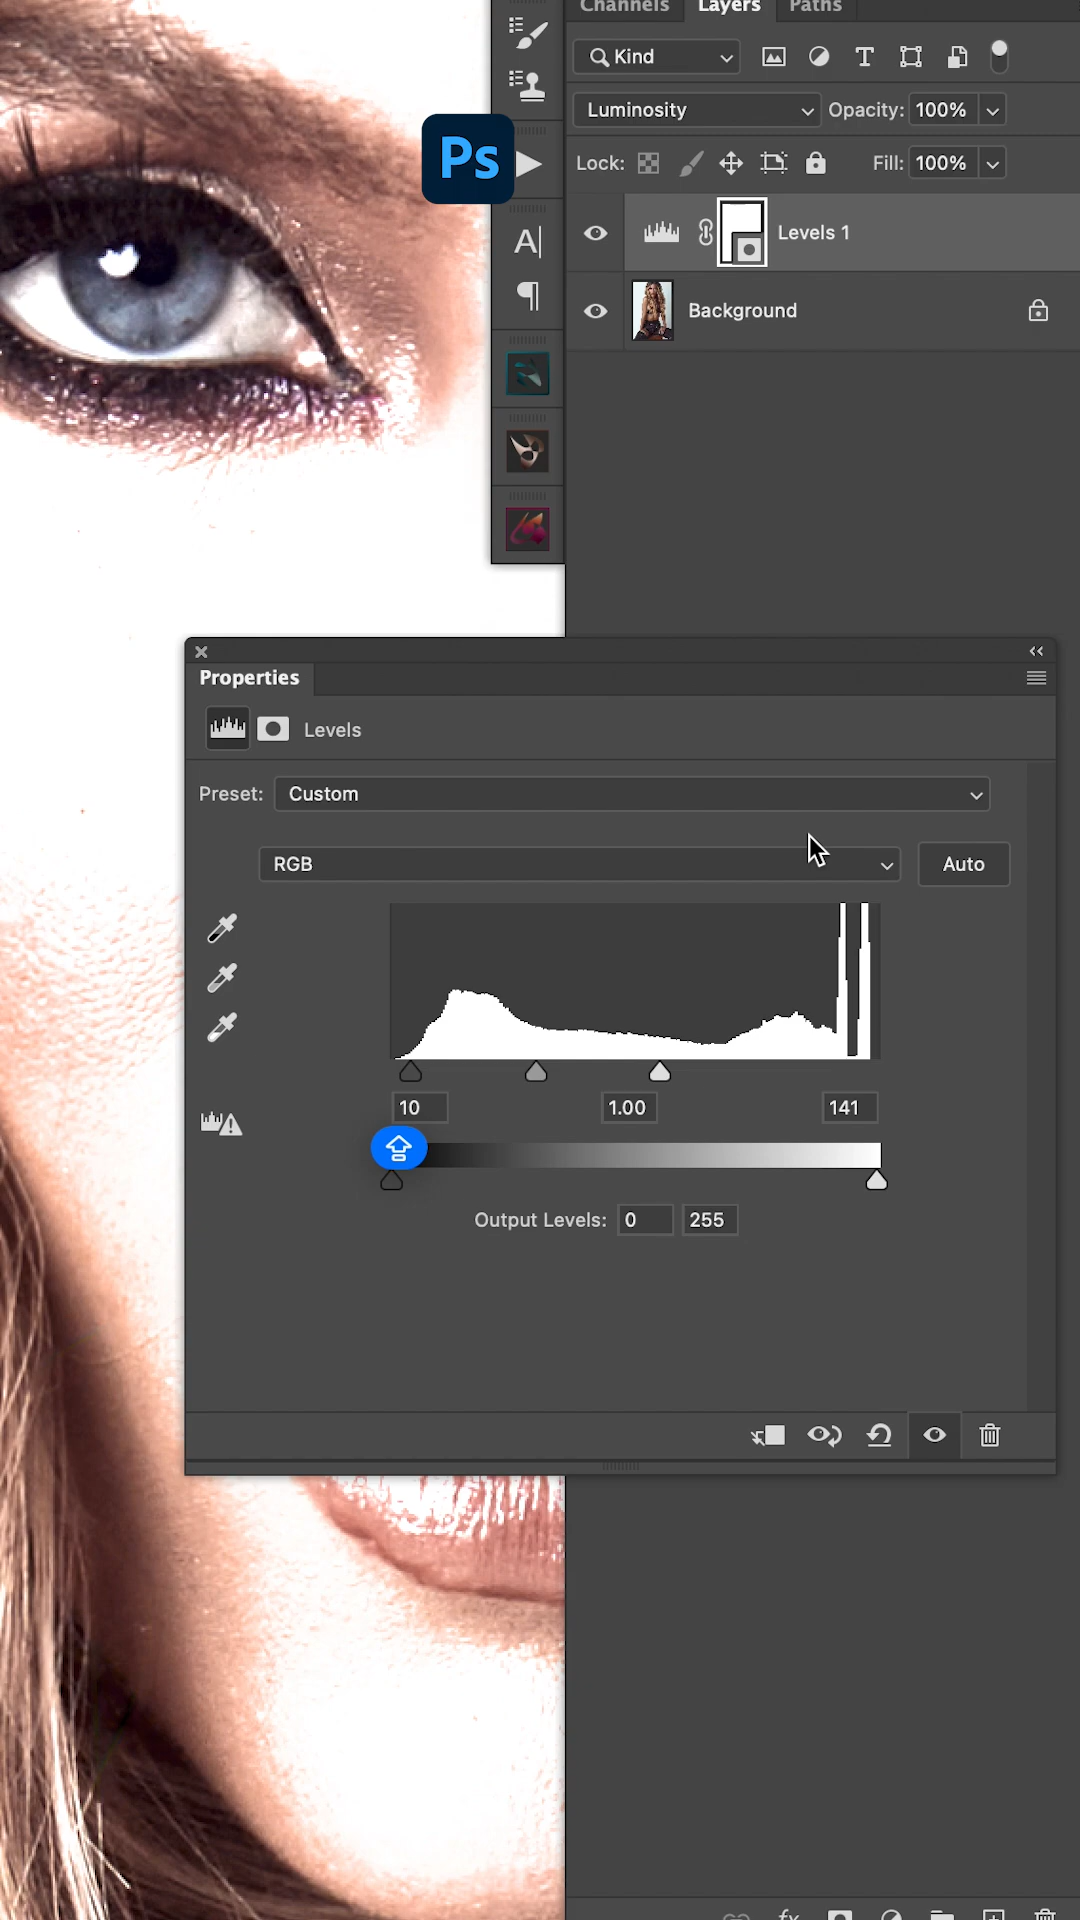 Channels Layers Paths
Kind T
Luminosity Opacity: 100%
Ps
Lock: Fill: 100%
A|
Levels 1
¶
Background
Properties
Levels
Preset: Custom
RGB Auto
10 1.00 141
Output Levels: 0 255
fx